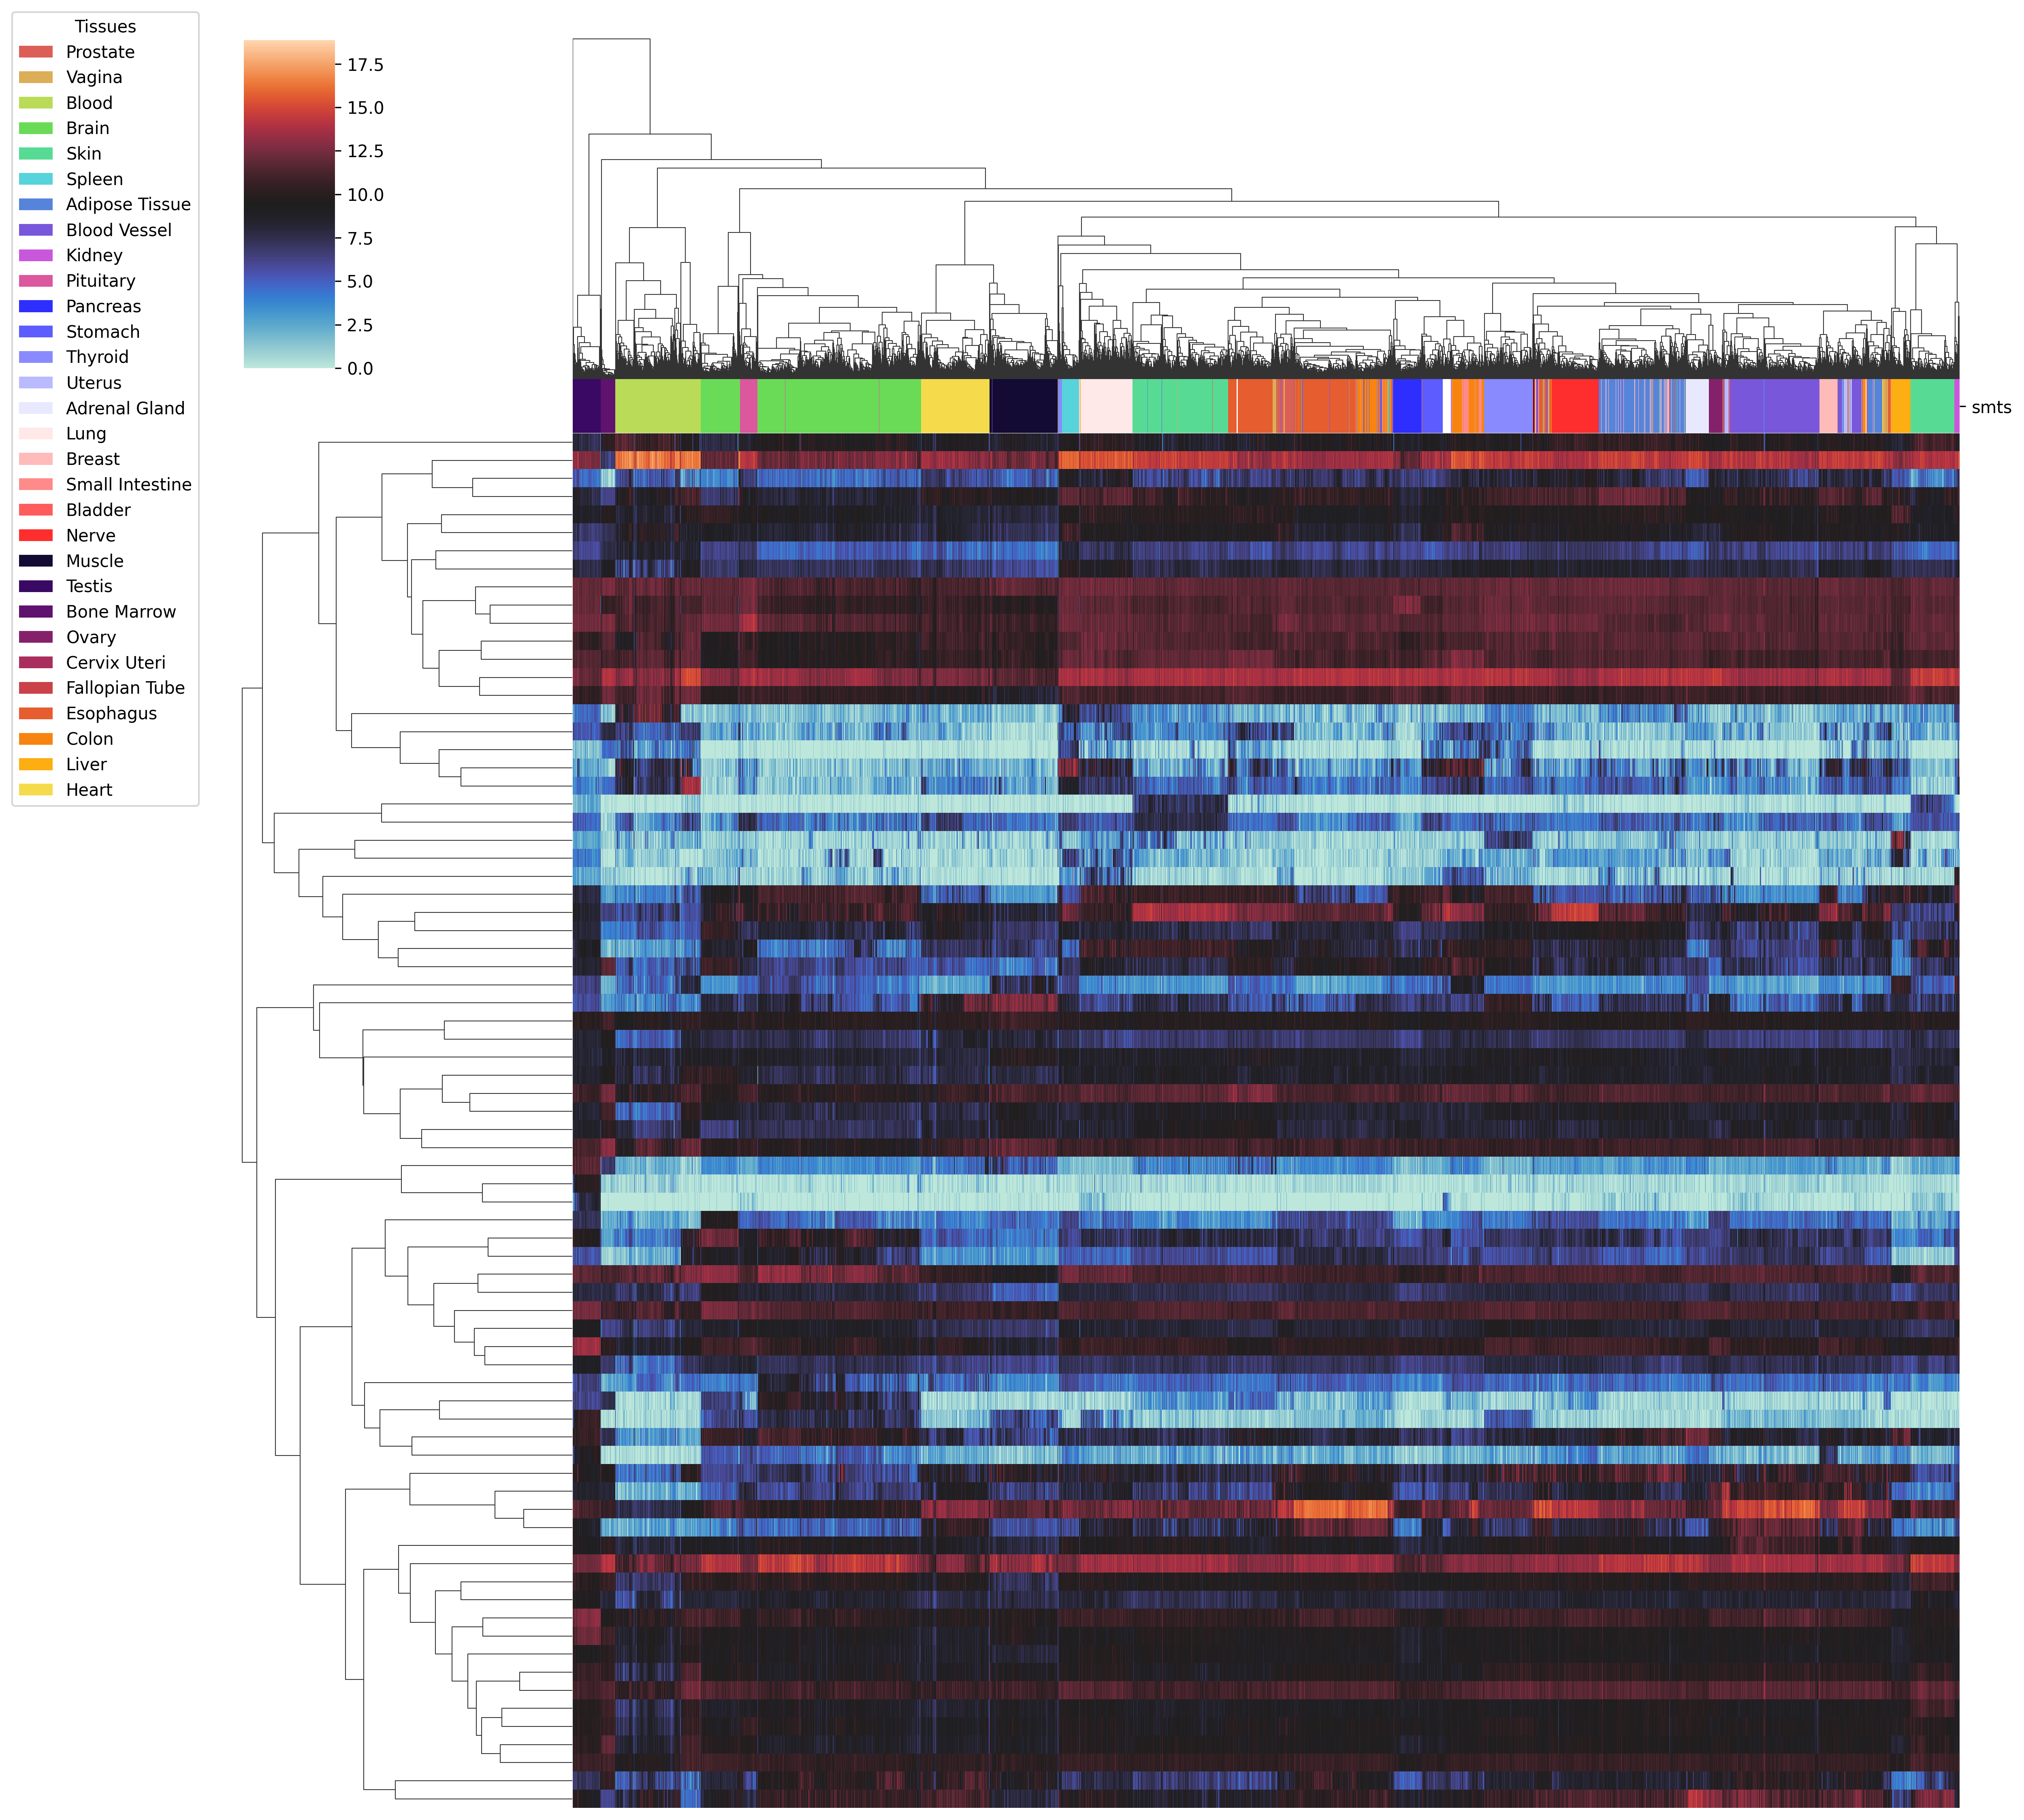 Tissues
Prostate
Vagina
Blood
Brain
Skin
Spleen
Adipose Tissue
Blood Vessel
Kidney
Pituitary
Pancreas
Stomach
Thyroid
Uterus
Adrenal Gland
Lung
Breast
Small Intestine
Bladder
Nerve
Muscle
Testis
Bone Marrow
Ovary
Cervix Uteri
Fallopian Tube
Esophagus
Colon
Liver
Heart
17.5
15.0
12.5
10.0
7.5
5.0
2.5
0.0
smts